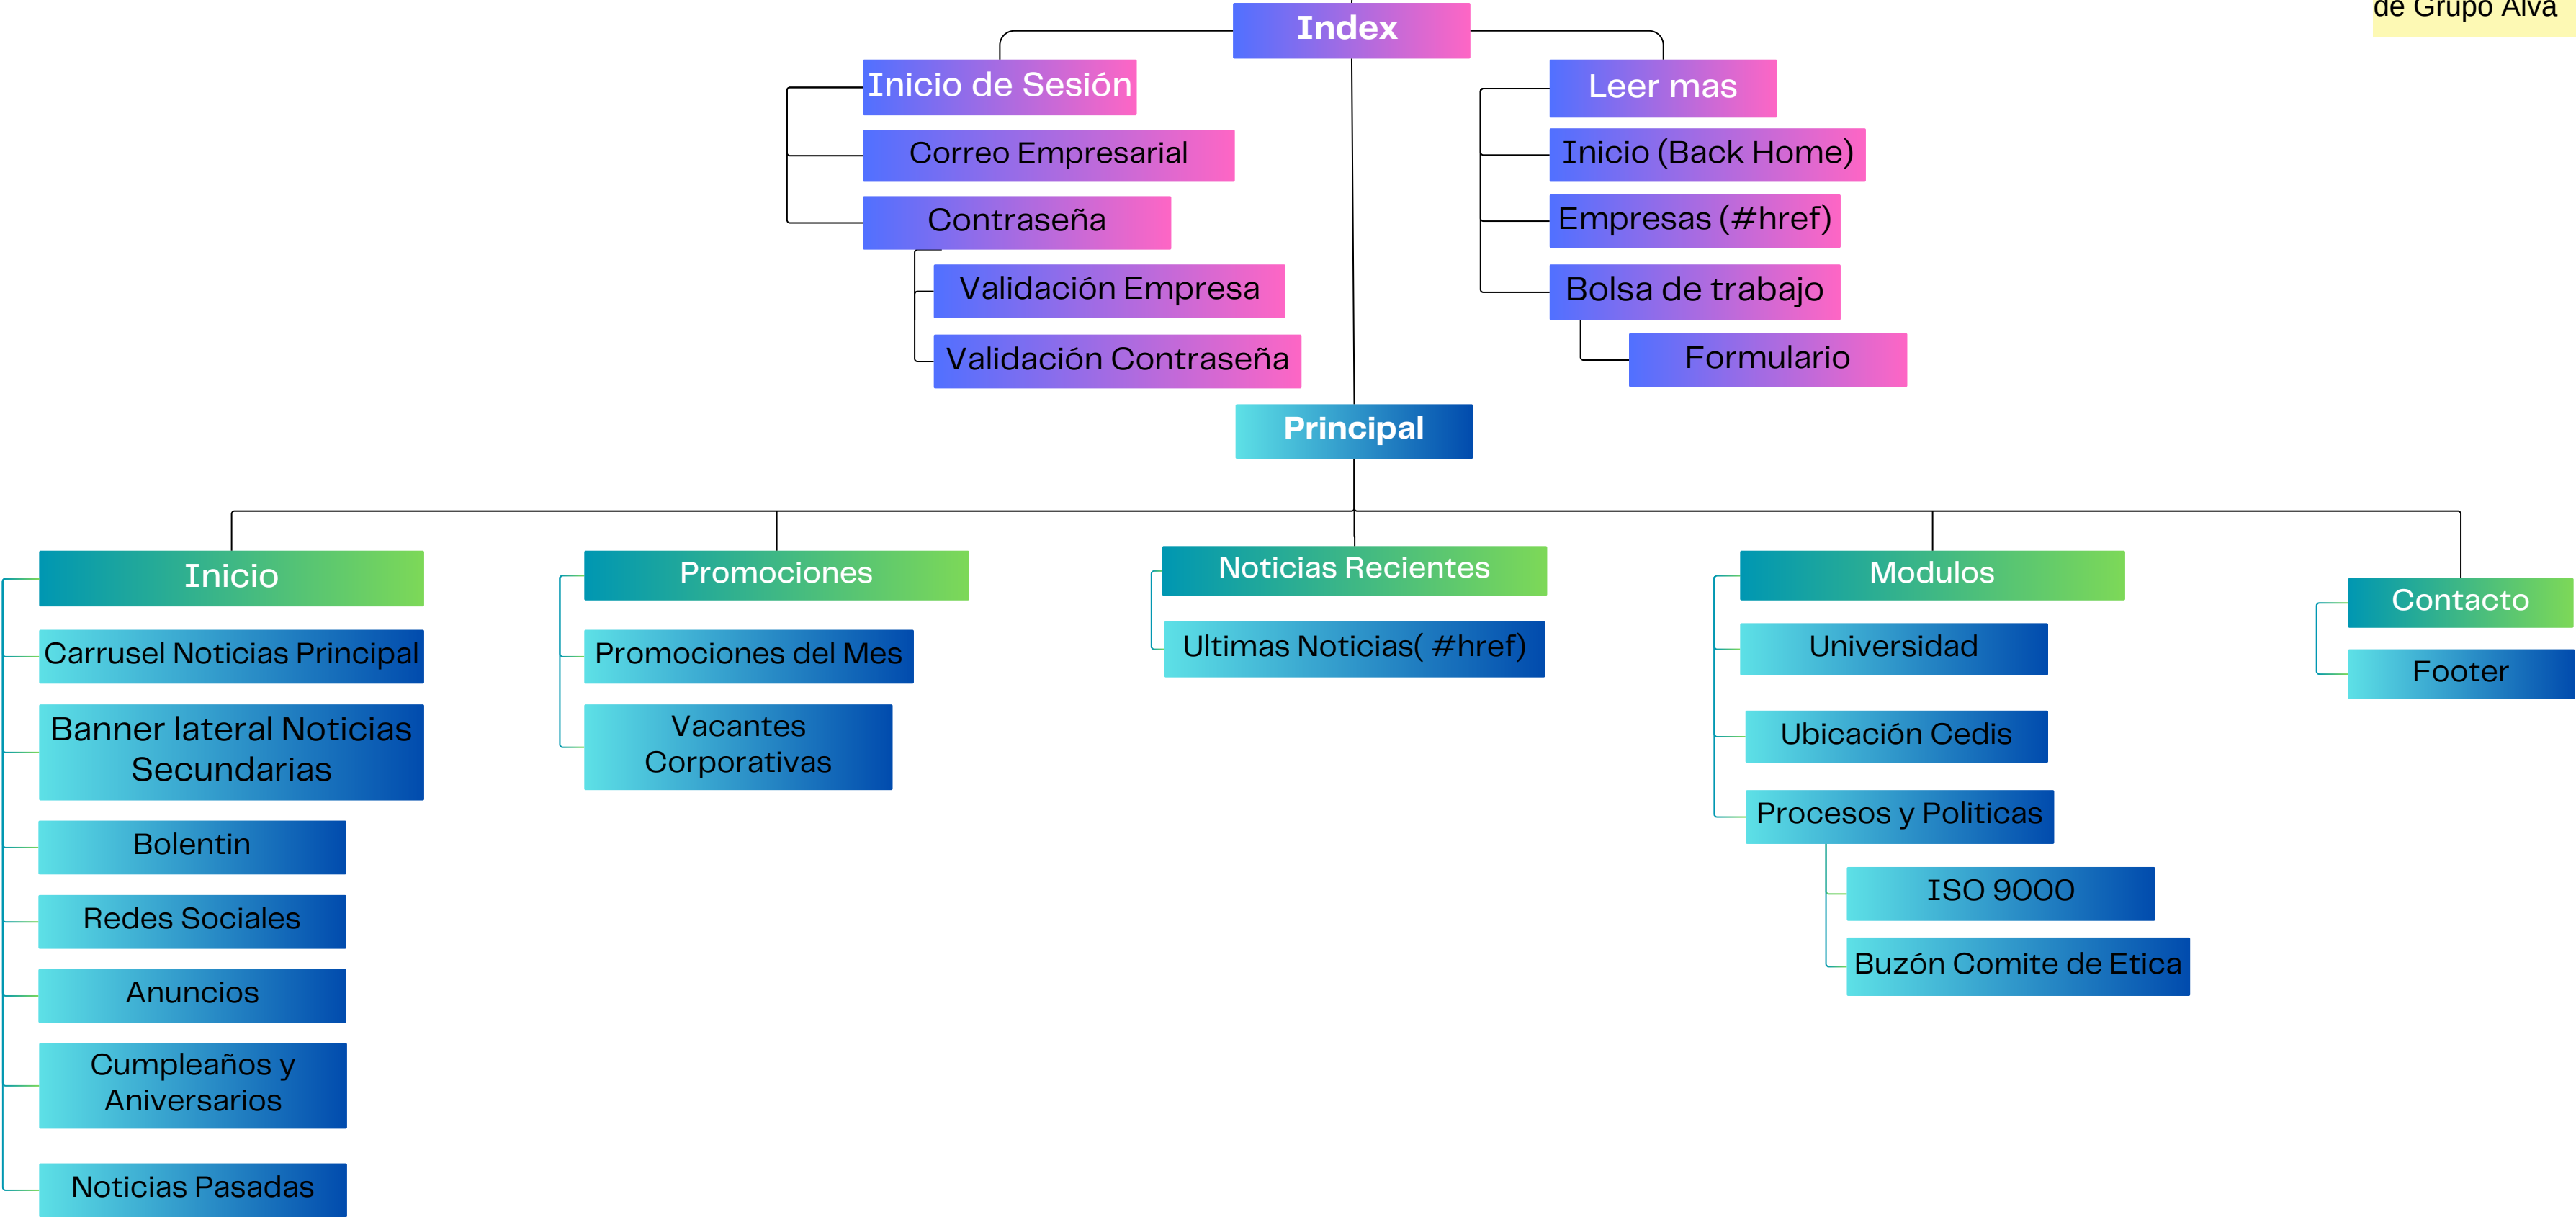 de Grupo Alva
Index
Inicio de Sesión
Correo Empresarial
Contraseña
Validación Empresa
Validación Contraseña
Leer mas
Inicio (Back Home)
Empresas (#href)
Bolsa de trabajo
Formulario
Principal
Inicio
Carrusel Noticias Principal
Banner lateral Noticias
Secundarias
Bolentin
Redes Sociales
Anuncios
Cumpleaños y
Aniversarios
Noticias Pasadas
Promociones
Promociones del Mes
Vacantes
Corporativas
Noticias Recientes
Ultimas Noticias( #href)
Modulos
Universidad
Ubicación Cedis
Procesos y Politicas
ISO 9000
Buzón Comite de Etica
Contacto
Footer